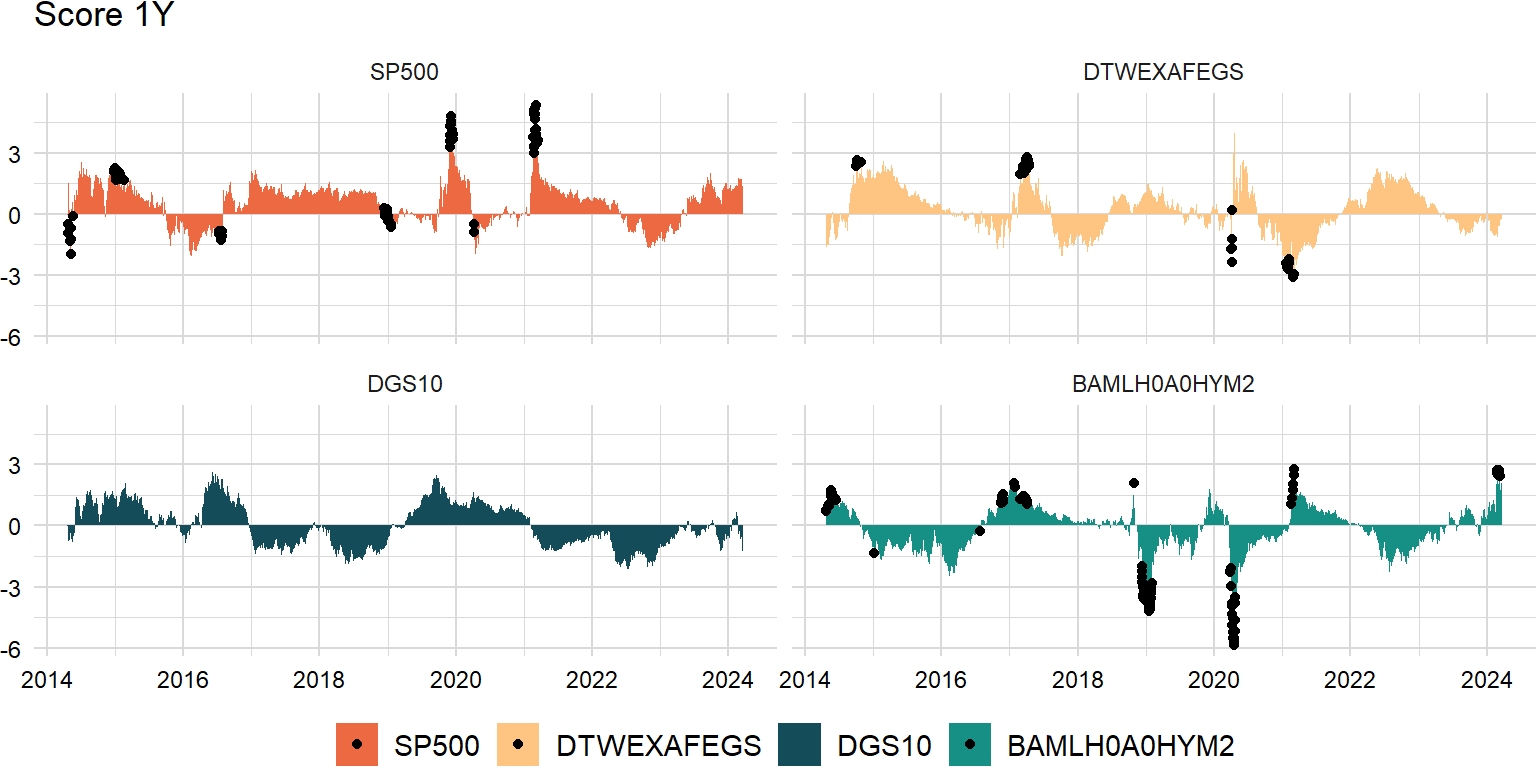 Score 1Y
SP500 DTWEXAFEGS
3
0
-3
-6
DGS10 BAMLH0A0HYM2
3
0
-3
-6
2014 2016 2018 2020 2022 2024 2014 2016 2018 2020 2022 2024
SP500 DTWEXAFEGS DGS10 BAMLH0A0HYM2